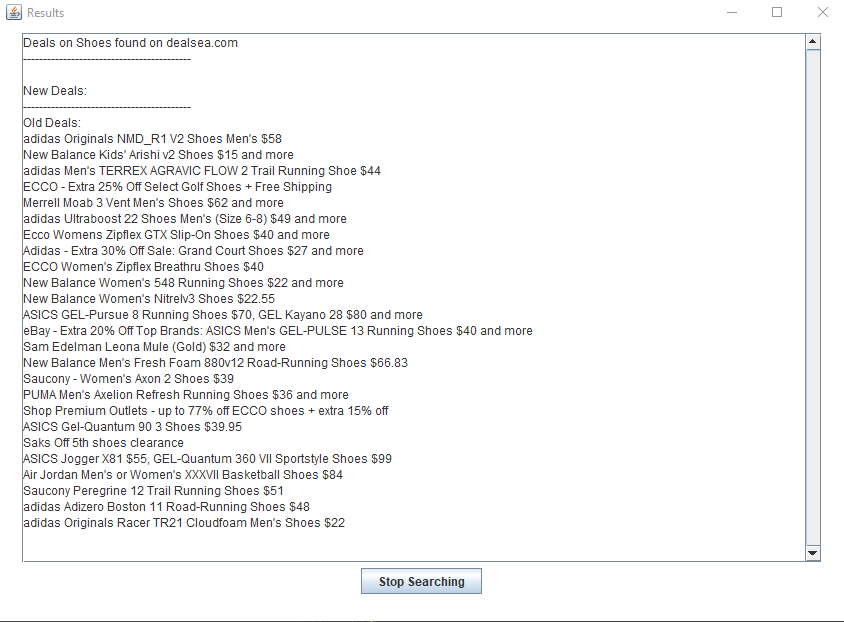 Results
Deals on Shoes found on dealsea.com
------------------------------------------
New Deals:
------------------------------------------
Old Deals:
adidas Originals NMD_R1 V2 Shoes Men's $58
New Balance Kids' Arishi v2 Shoes $15 and more
adidas Men's TERREX AGRAVIC FLOW 2 Trail Running Shoe $44
ECCO - Extra 25% Off Select Golf Shoes + Free Shipping
Merrell Moab 3 Vent Men's Shoes $62 and more
adidas Ultraboost 22 Shoes Men's (Size 6-8) $49 and more
Ecco Womens Zipflex GTX Slip-On Shoes $40 and more
Adidas - Extra 30% Off Sale: Grand Court Shoes $27 and more
ECCO Women's Zipflex Breathru Shoes $40
New Balance Women's 548 Running Shoes $22 and more
New Balance Women's Nitrelv3 Shoes $22.55
ASICS GEL-Pursue 8 Running Shoes $70, GEL Kayano 28 $80 and more
eBay - Extra 20% Off Top Brands: ASICS Men's GEL-PULSE 13 Running Shoes $40 and more
Sam Edelman Leona Mule (Gold) $32 and more
New Balance Men's Fresh Foam 880v12 Road-Running Shoes $66.83
Saucony - Women's Axon 2 Shoes $39
PUMA Men's Axelion Refresh Running Shoes $36 and more
Shop Premium Outlets - up to 77% off ECCO shoes + extra 15% off
ASICS Gel-Quantum 90 3 Shoes $39.95
Saks Off 5th shoes clearance
ASICS Jogger X81 $55, GEL-Quantum 360 VII Sportstyle Shoes $99
Air Jordan Men's or Women's XXXVII Basketball Shoes $84
Saucony Peregrine 12 Trail Running Shoes $51
adidas Adizero Boston 11 Road-Running Shoes $48
adidas Originals Racer TR21 Cloudfoam Men's Shoes $22
Stop Searching